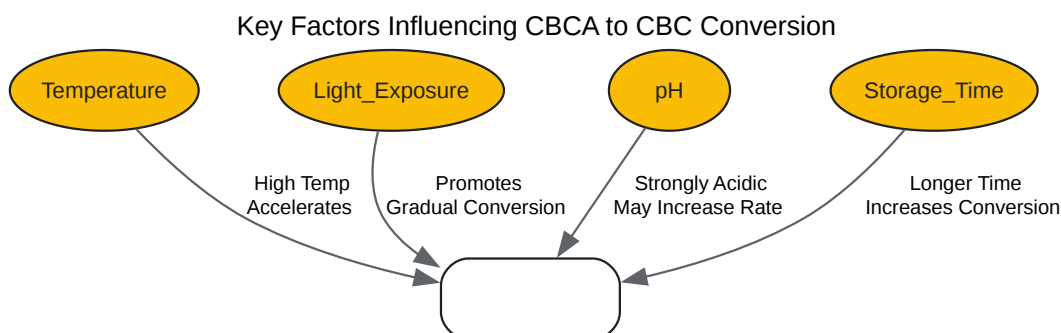 Key Factors Influencing CBCA to CBC Conversion
Temperature
Light_Exposure
pH
Storage_Time
High Temp
Accelerates
Promotes
Gradual Conversion
Strongly Acidic
May Increase Rate
Longer Time
Increases Conversion